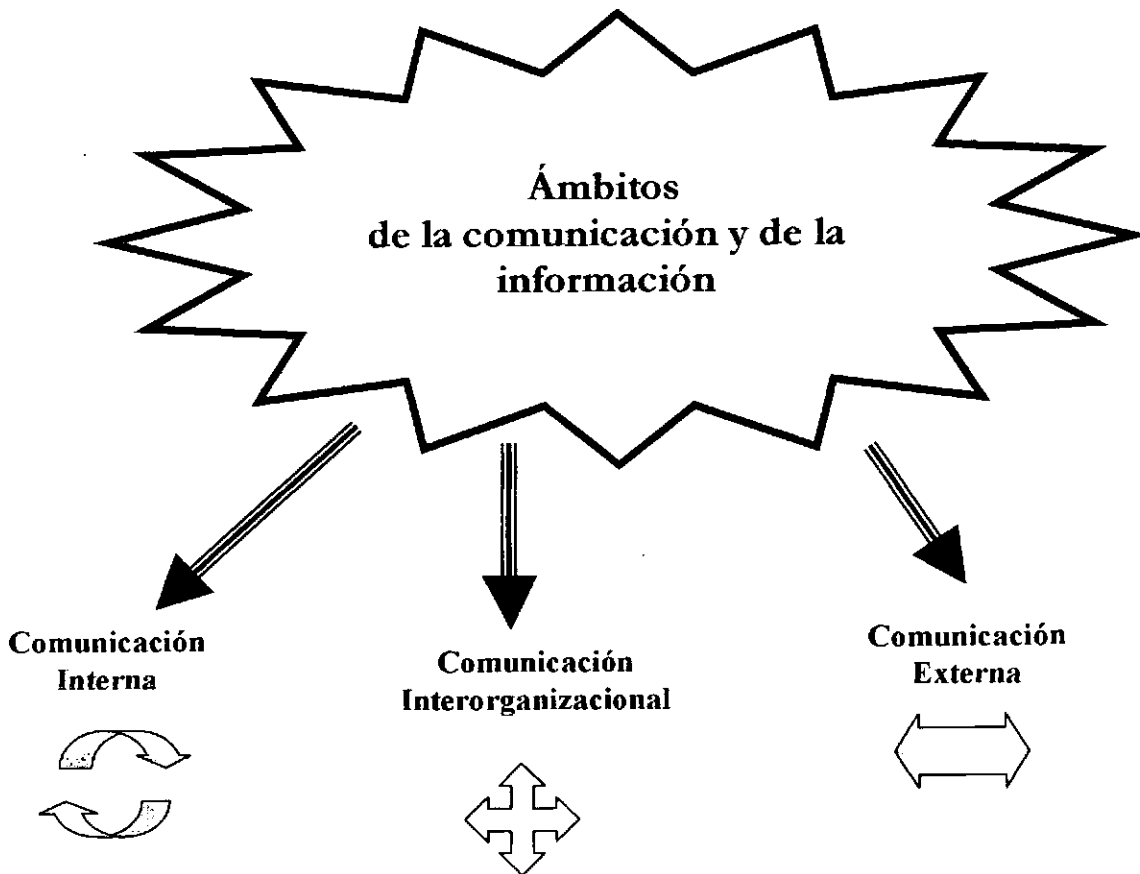 Ámbitos
de la comunicación y de la
información
Comunicación
Interna
Comunicación
Interorganizacional
Comunicación
Externa